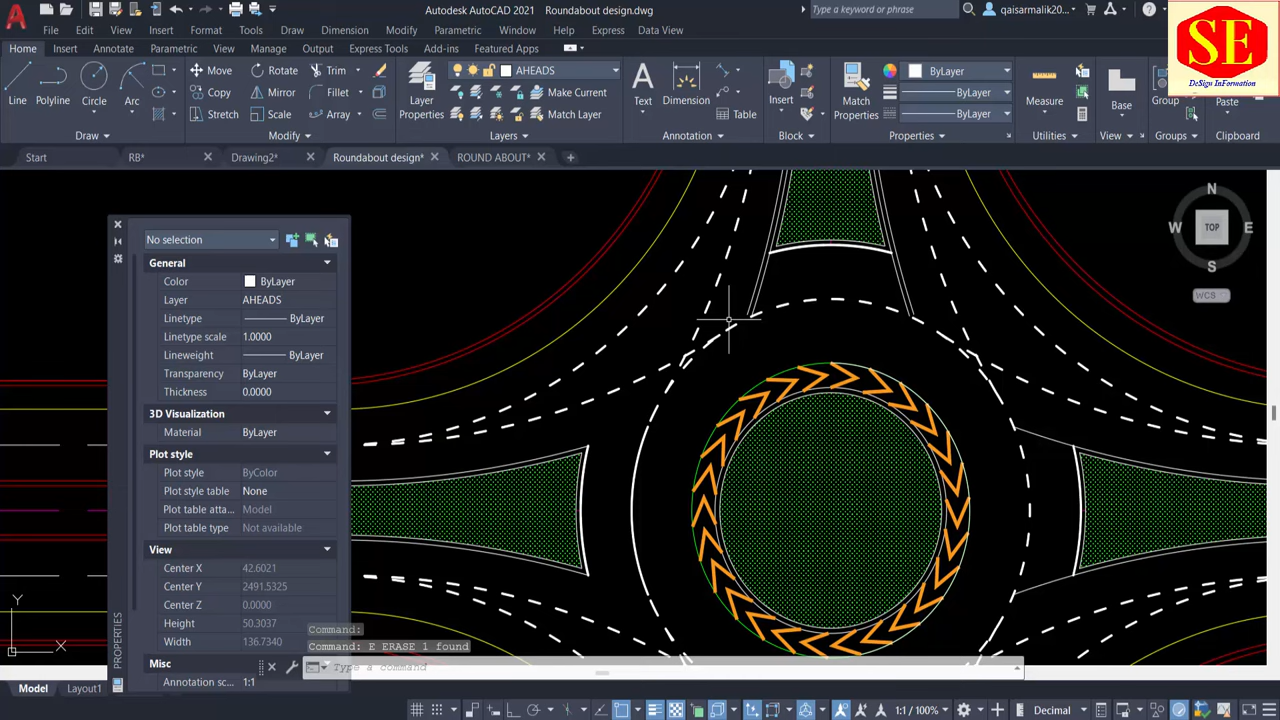 Autodesk AutoCAD 2021 Roundabout design.dwg
Type a keyword or phrase
qaisarmalik20...
File Edit View Insert Format Tools Draw Dimension Modify Parametric Window Help Express Data View
Home Insert Annotate Parametric View Manage Output Express Tools Add-ins Featured Apps
SE
DeSign InFormation
Line
Polyline
Circle
Arc
Move
Copy
Stretch
Rotate
Mirror
Scale
Trim
Fillet
Array
Layer
Properties
AHEADS
Make Current
Match Layer
Text
Dimension
Table
Insert
Match
Properties
ByLayer
ByLayer
ByLayer
Measure
Base
Group
Paste
Draw Modify Layers Annotation Block Properties Utilities View Groups Clipboard
Start RB* Drawing2* Roundabout design* ROUND ABOUT*
No selection
General
Color ByLayer
Layer AHEADS
Linetype ByLayer
Linetype scale 1.0000
Lineweight ByLayer
Transparency ByLayer
Thickness 0.0000
3D Visualization
Material ByLayer
Plot style
Plot style ByColor
Plot style table None
Plot table atta... Model
Plot table type Not available
View
Center X 42.6021
Center Y 2491.5325
Center Z 0.0000
Height 50.3037
Width 136.7340
Misc
Annotation sc... 1:1
PROPERTIES
N
W TOP E
S
WCS
Command:
Command: E ERASE 1 found
Type a command
Y
X
Model Layout1
1:1 / 100% Decimal